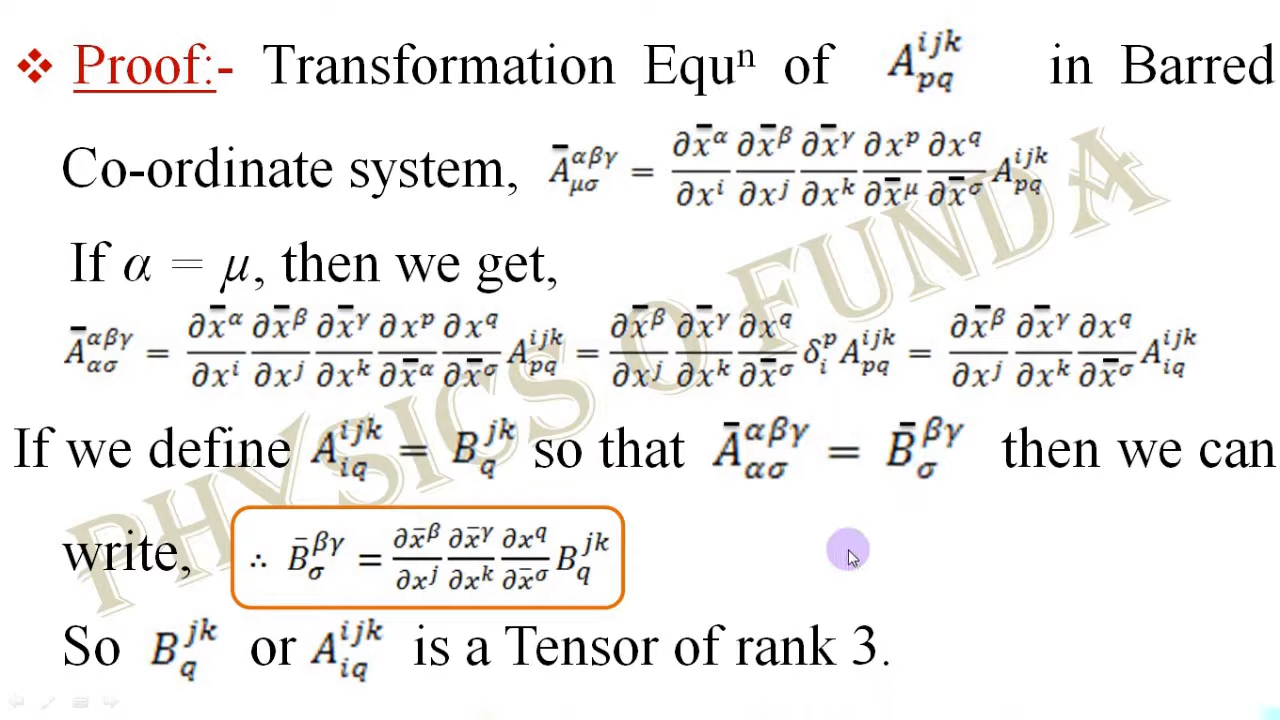 ❖ Proof:- Transformation Equⁿ of A^{ijk}_{pq} in Barred
Co-ordinate system, Ā^{αβγ}_{μσ} = ∂x̄^α/∂x^i ∂x̄^β/∂x^j ∂x̄^γ/∂x^k ∂x^p/∂x̄^μ ∂x^q/∂x̄^σ A^{ijk}_{pq}
If α = μ, then we get,
Ā^{αβγ}_{ασ} = ∂x̄^α/∂x^i ∂x̄^β/∂x^j ∂x̄^γ/∂x^k ∂x^p/∂x̄^α ∂x^q/∂x̄^σ A^{ijk}_{pq} = ∂x̄^β/∂x^j ∂x̄^γ/∂x^k ∂x^q/∂x̄^σ δ^p_i A^{ijk}_{pq} = ∂x̄^β/∂x^j ∂x̄^γ/∂x^k ∂x^q/∂x̄^σ A^{ijk}_{iq}
If we define A^{ijk}_{iq} = B^{jk}_q so that Ā^{αβγ}_{ασ} = B̄^{βγ}_σ then we can
write, ∴ B̄^{βγ}_σ = ∂x̄^β/∂x^j ∂x̄^γ/∂x^k ∂x^q/∂x̄^σ B^{jk}_q
So B^{jk}_q or A^{ijk}_{iq} is a Tensor of rank 3.
PHYSICS O FUNDA